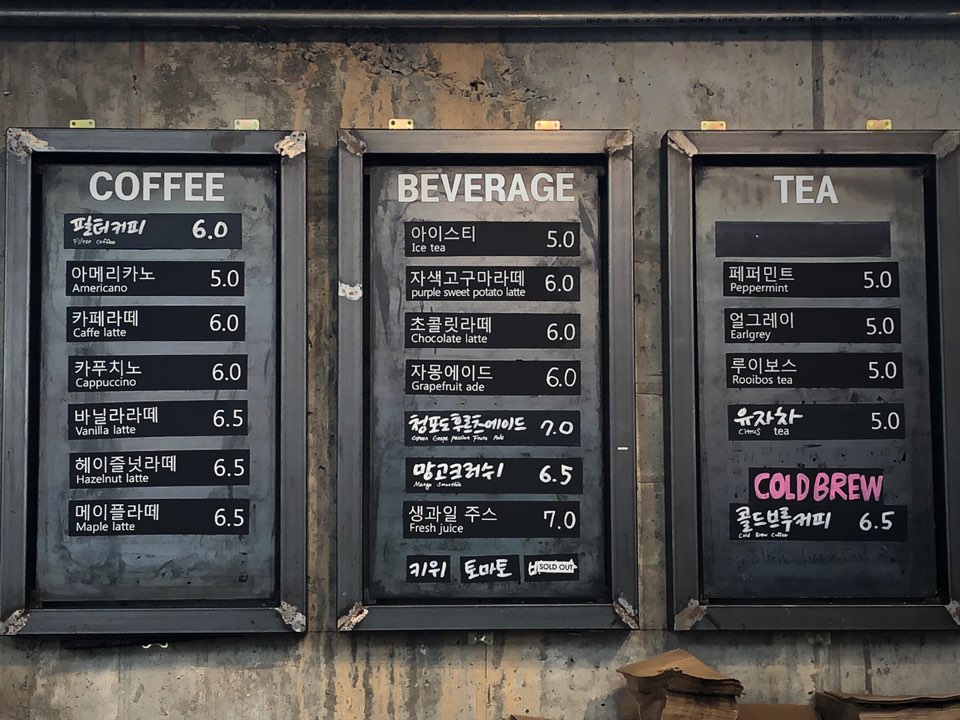 COFFEE
필터커피 6.0
Filter coffee
아메리카노 5.0
Americano
카페라떼 6.0
Caffe latte
카푸치노 6.0
Cappuccino
바닐라라떼 6.5
Vanilla latte
헤이즐넛라떼 6.5
Hazelnut latte
메이플라떼 6.5
Maple latte
BEVERAGE
아이스티 5.0
Ice tea
자색고구마라떼 6.0
purple sweet potato latte
초콜릿라떼 6.0
Chocolate latte
자몽에이드 6.0
Grapefruit ade
청포도후르츠에이드 7.0
Green Grape passion Ade
망고크러쉬 6.5
Mango Smoothie
생과일 주스 7.0
Fresh juice
키위 토마토 SOLD OUT
TEA
페퍼민트 5.0
Peppermint
얼그레이 5.0
Earlgrey
루이보스 5.0
Rooibos tea
유자차 5.0
Citrus tea
COLD BREW
콜드브루커피 6.5
Cold Brew Coffee